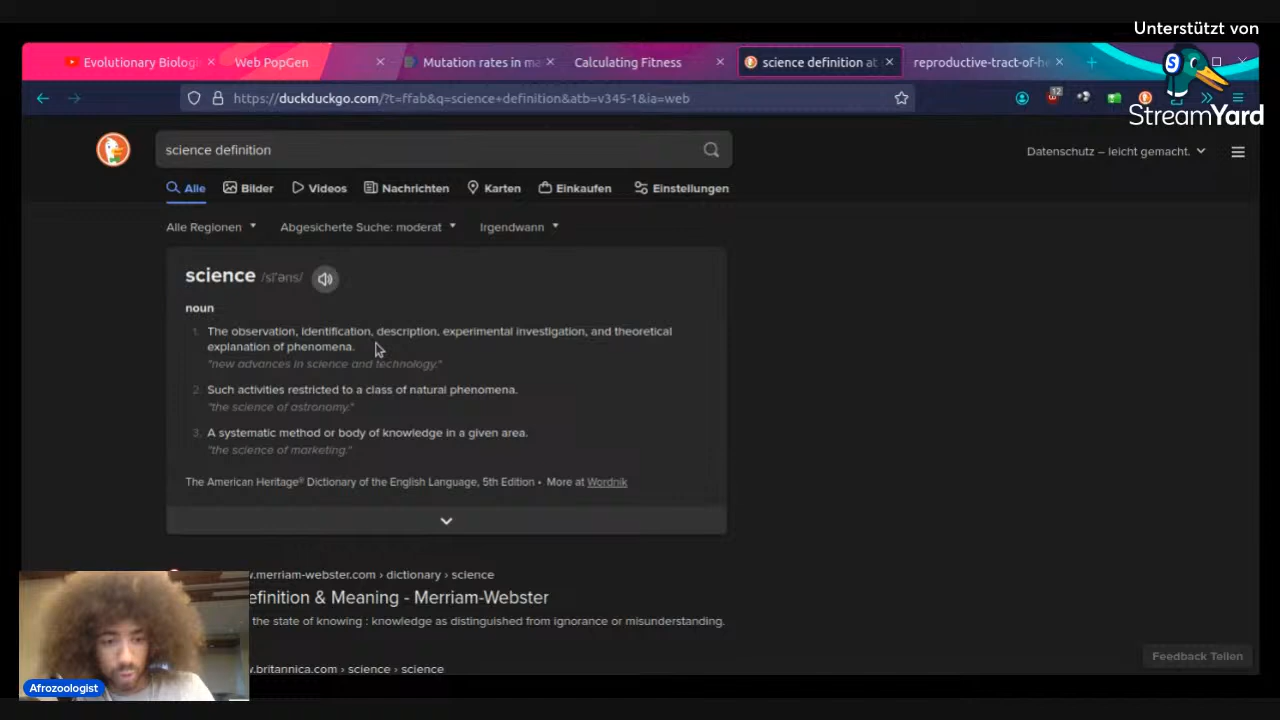 Unterstützt von
StreamYard
Evolutionary Biologi
Web PopGen
Mutation rates in ma
Calculating Fitness
science definition at
reproductive-tract-of-he
https://duckduckgo.com/?t=ffab&q=science+definition&atb=v345-1&ia=web
12
science definition
Datenschutz – leicht gemacht.
Alle
Bilder
Videos
Nachrichten
Karten
Einkaufen
Einstellungen
Alle Regionen
Abgesicherte Suche: moderat
Irgendwann
science /sī′əns/
noun
1. The observation, identification, description, experimental investigation, and theoretical
explanation of phenomena.
"new advances in science and technology."
2. Such activities restricted to a class of natural phenomena.
"the science of astronomy."
3. A systematic method or body of knowledge in a given area.
"the science of marketing."
The American Heritage® Dictionary of the English Language, 5th Edition • More at Wordnik
w.merriam-webster.com › dictionary › science
efinition & Meaning - Merriam-Webster
the state of knowing : knowledge as distinguished from ignorance or misunderstanding.
w.britannica.com › science › science
Feedback Teilen
Afrozoologist